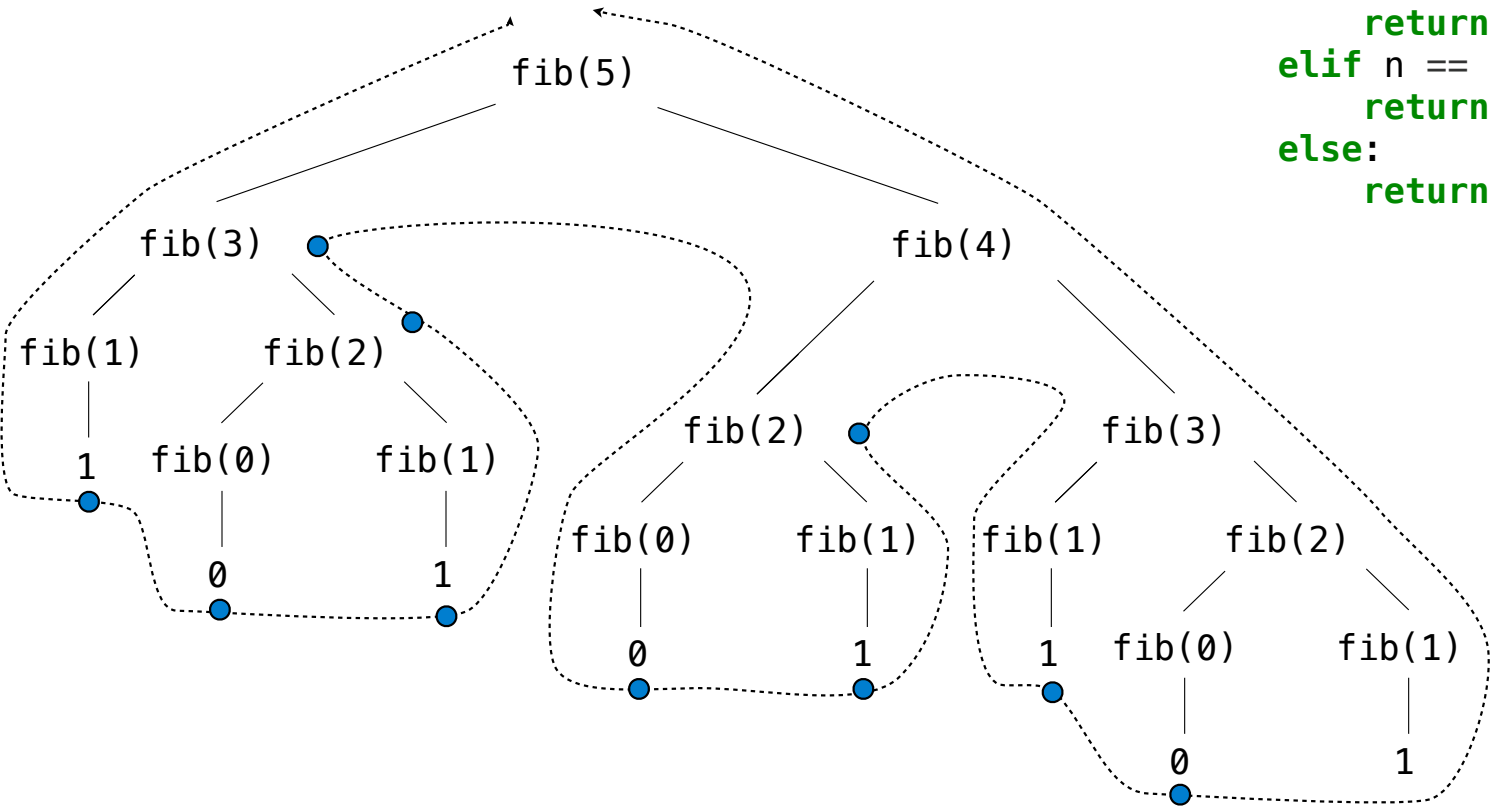 return
elif n ==
return
else:
return
fib(5)
fib(3) fib(4)
fib(1) fib(2)
fib(2) fib(3)
1 fib(0) fib(1)
fib(0) fib(1) fib(1) fib(2)
0 1
0 1 1 fib(0) fib(1)
0 1